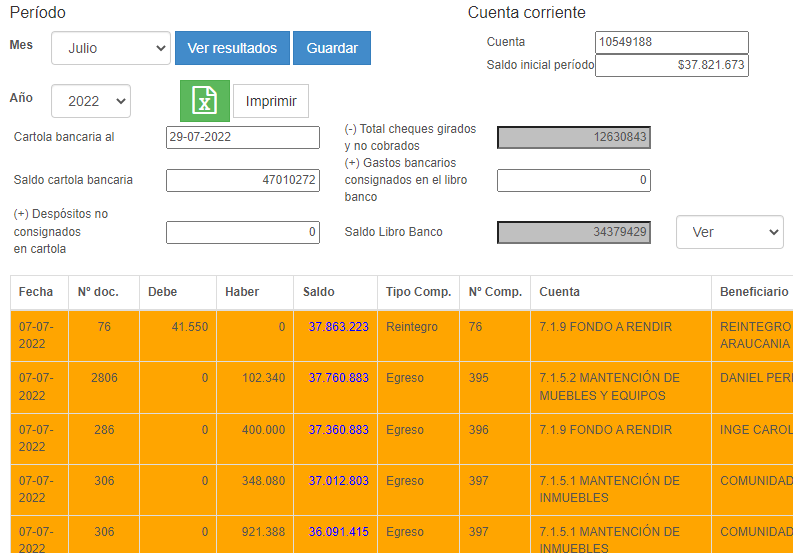 Período
Cuenta corriente
Mes Julio Ver resultados Guardar
Cuenta 10549188
Saldo inicial período $37.821.673
Año 2022 Imprimir
Cartola bancaria al 29-07-2022
(-) Total cheques girados
y no cobrados 12630843
Saldo cartola bancaria 47010272
(+) Gastos bancarios
consignados en el libro
banco 0
(+) Despósitos no
consignados
en cartola 0
Saldo Libro Banco 34379429 Ver
Fecha Nº doc. Debe Haber Saldo Tipo Comp. Nº Comp. Cuenta Beneficiario
07-07-
2022 76 41.550 0 37.863.223 Reintegro 76 7.1.9 FONDO A RENDIR REINTEGRO
ARAUCANIA
07-07-
2022 2806 0 102.340 37.760.883 Egreso 395 7.1.5.2 MANTENCIÓN DE
MUEBLES Y EQUIPOS DANIEL PER
07-07-
2022 286 0 400.000 37.360.883 Egreso 396 7.1.9 FONDO A RENDIR INGE CAROL
07-07-
2022 306 0 348.080 37.012.803 Egreso 397 7.1.5.1 MANTENCIÓN DE
INMUEBLES COMUNIDAD
07-07-
2022 306 0 921.388 36.091.415 Egreso 397 7.1.5.1 MANTENCIÓN DE
INMUEBLES COMUNIDAD